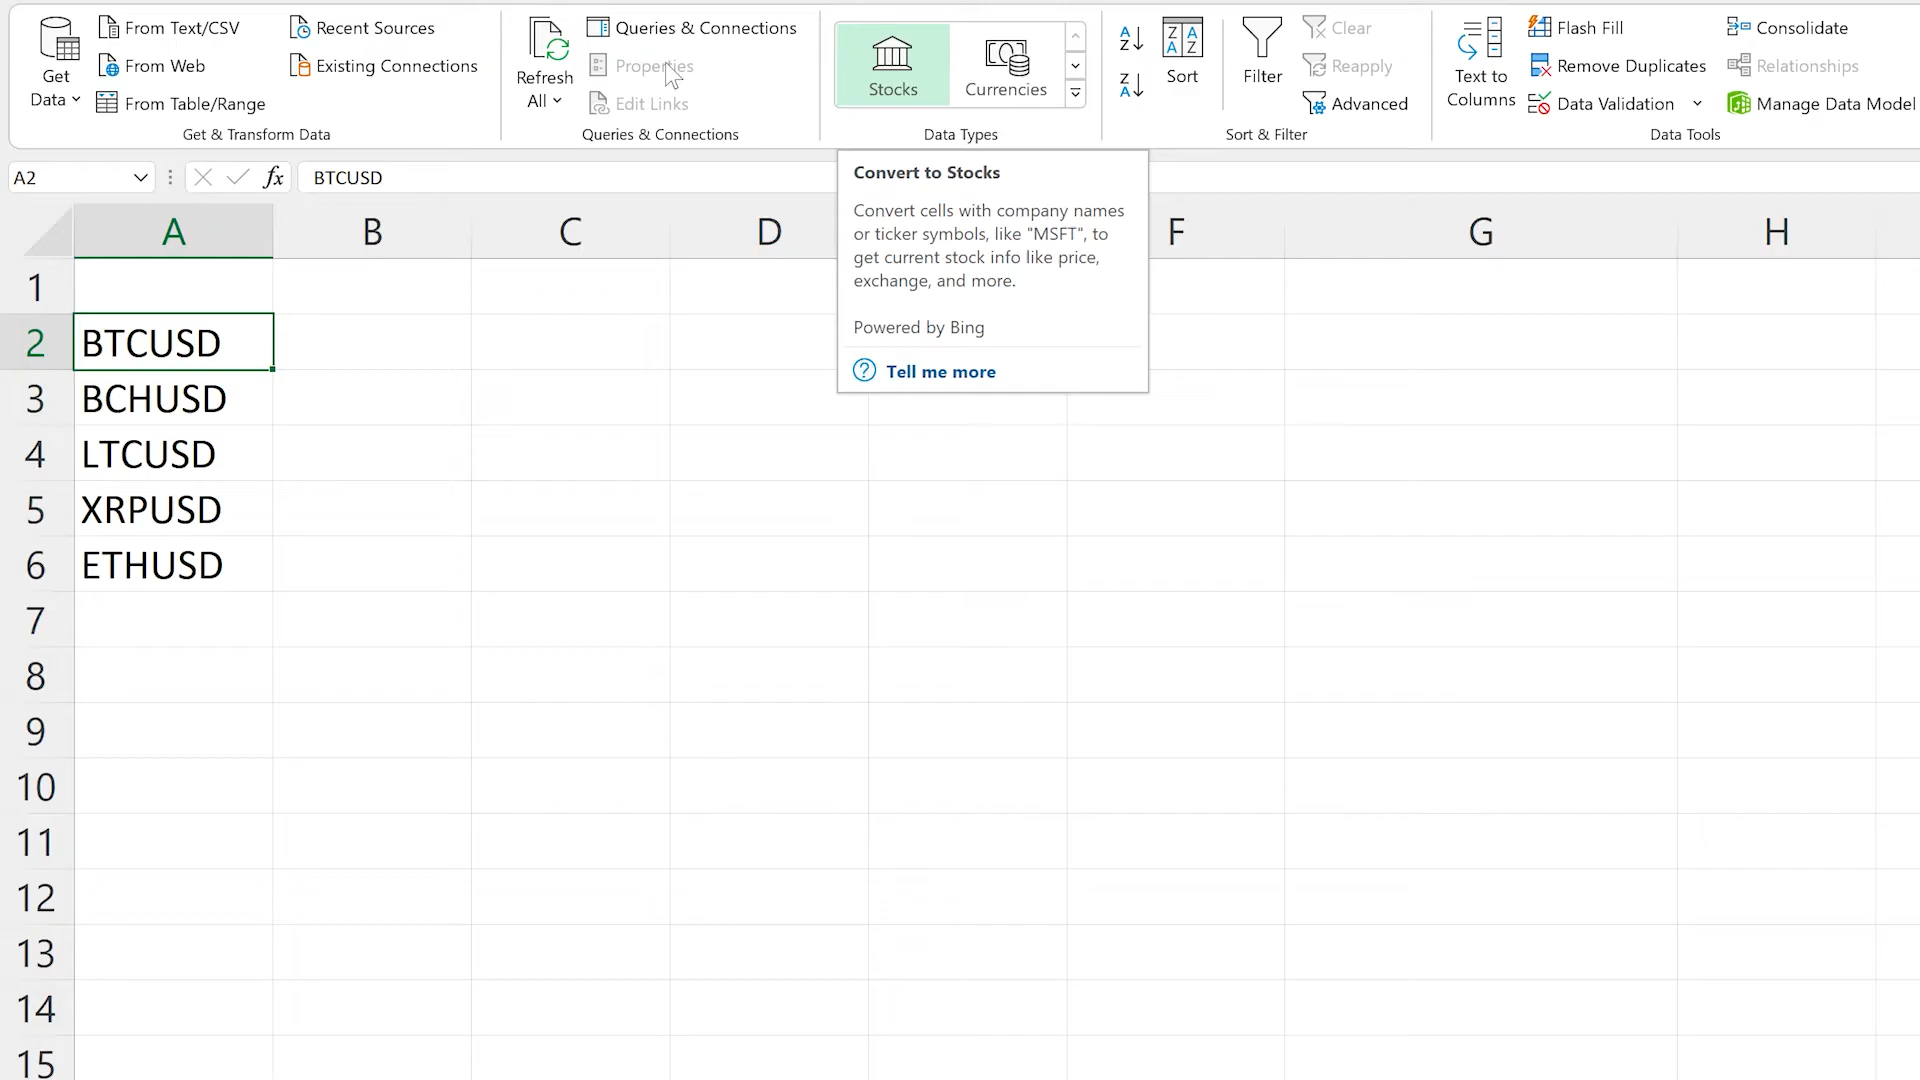 Get Data
From Text/CSV
From Web
From Table/Range
Recent Sources
Existing Connections
Get & Transform Data
Refresh All
Queries & Connections
Properties
Edit Links
Queries & Connections
Stocks
Currencies
Data Types
A
Z
Z
A
Z A
A Z
Sort
Filter
Clear
Reapply
Advanced
Sort & Filter
Text to Columns
Flash Fill
Remove Duplicates
Data Validation
Consolidate
Relationships
Manage Data Model
Data Tools
A2
fx
BTCUSD
Convert to Stocks
Convert cells with company names
or ticker symbols, like "MSFT", to
get current stock info like price,
exchange, and more.
Powered by Bing
? Tell me more
A B C D F G H
1
2 BTCUSD
3 BCHUSD
4 LTCUSD
5 XRPUSD
6 ETHUSD
7
8
9
10
11
12
13
14
15